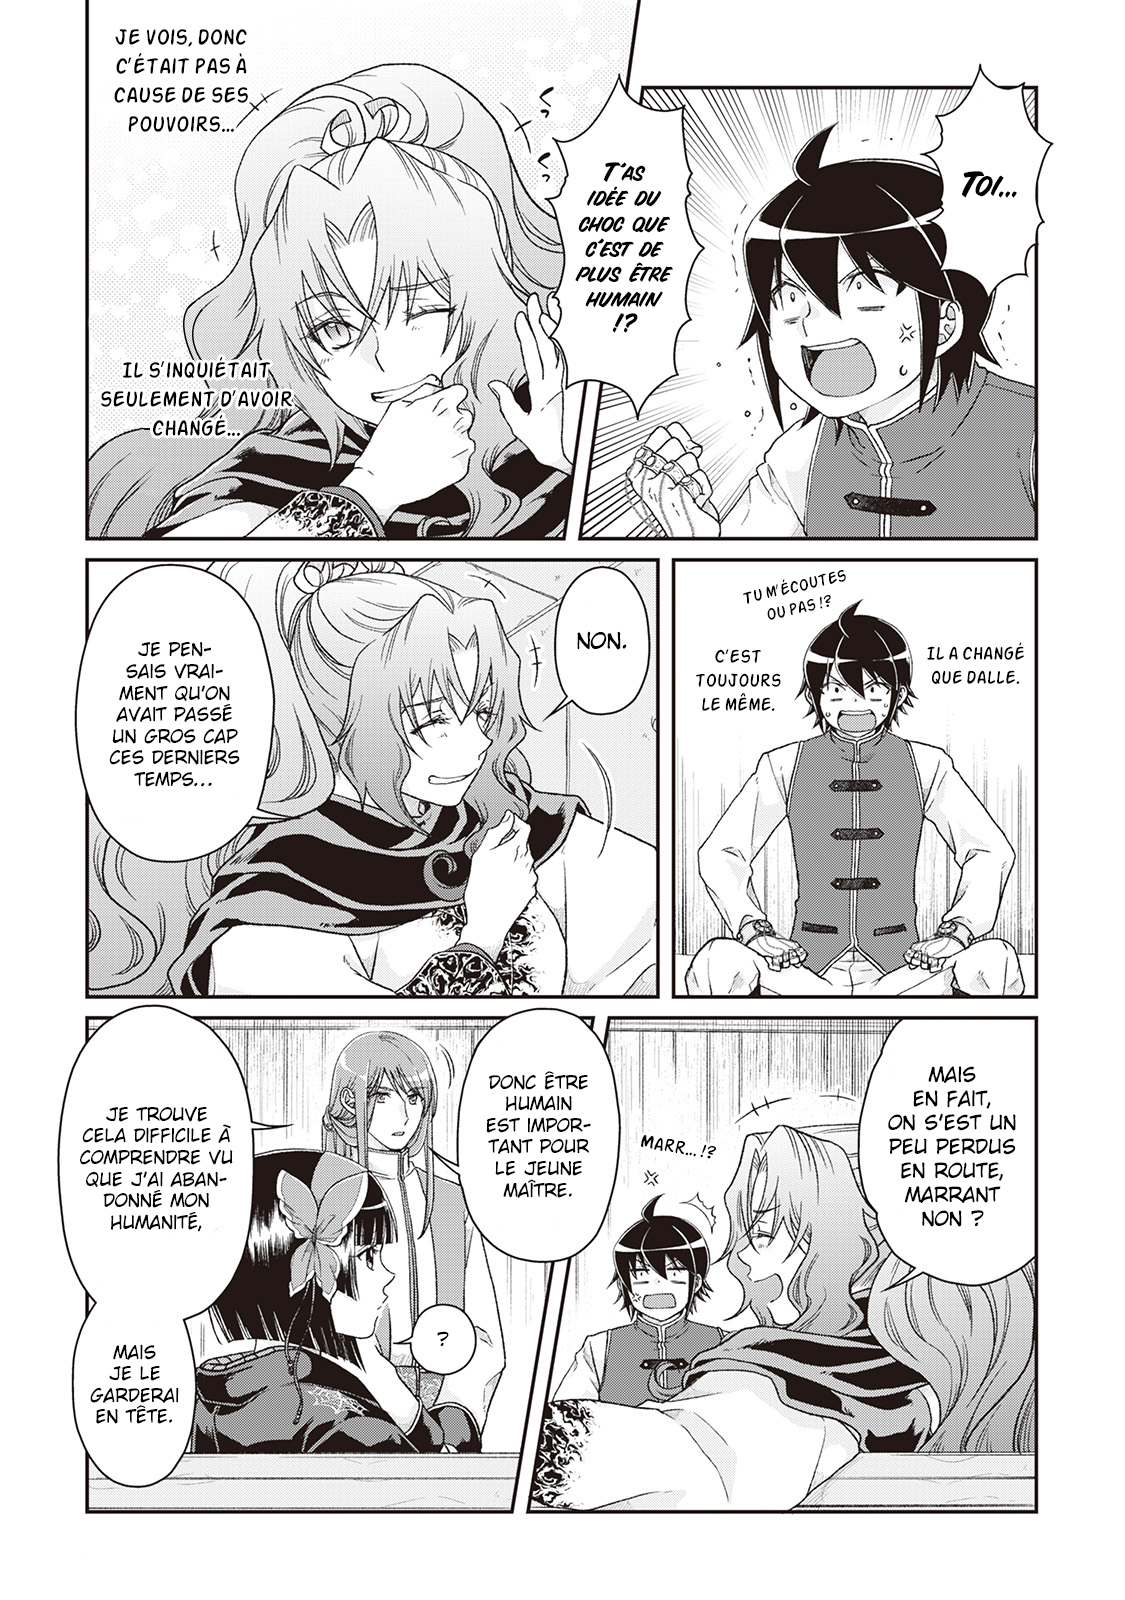 TOI...
T'AS
IDÉE DU
CHOC QUE
C'EST DE
PLUS ÊTRE
HUMAIN
!?
JE VOIS, DONC
C'ÉTAIT PAS À
CAUSE DE SES
POUVOIRS...
IL S'INQUIÉTAIT
SEULEMENT D'AVOIR
CHANGÉ...
TU M'ÉCOUTES
OU PAS !?
IL A CHANGÉ
QUE DALLE.
C'EST
TOUJOURS
LE MÊME.
NON.
JE PEN-
SAIS VRAI-
MENT QU'ON
AVAIT PASSÉ
UN GROS CAP
CES DERNIERS
TEMPS...
MAIS
EN FAIT,
ON S'EST UN
PEU PERDUS
EN ROUTE,
MARRANT
NON ?
MARR...!?
DONC ÊTRE
HUMAIN
EST IMPOR-
TANT POUR
LE JEUNE
MAÎTRE.
JE TROUVE
CELA DIFFICILE À
COMPRENDRE VU
QUE J'AI ABAN-
DONNÉ MON
HUMANITÉ,
?
MAIS
JE LE
GARDERAI
EN TÊTE.